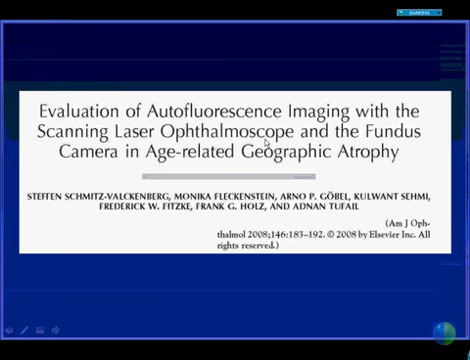 SHARING
Evaluation of Autofluorescence Imaging with the
Scanning Laser Ophthalmoscope and the Fundus
Camera in Age-related Geographic Atrophy
STEFFEN SCHMITZ-VALCKENBERG, MONIKA FLECKENSTEIN, ARNO P. GÖBEL, KULWANT SEHMI,
FREDERICK W. FITZKE, FRANK G. HOLZ, AND ADNAN TUFAIL
(Am J Oph-
thalmol 2008;146:183–192. © 2008 by Elsevier Inc. All
rights reserved.)